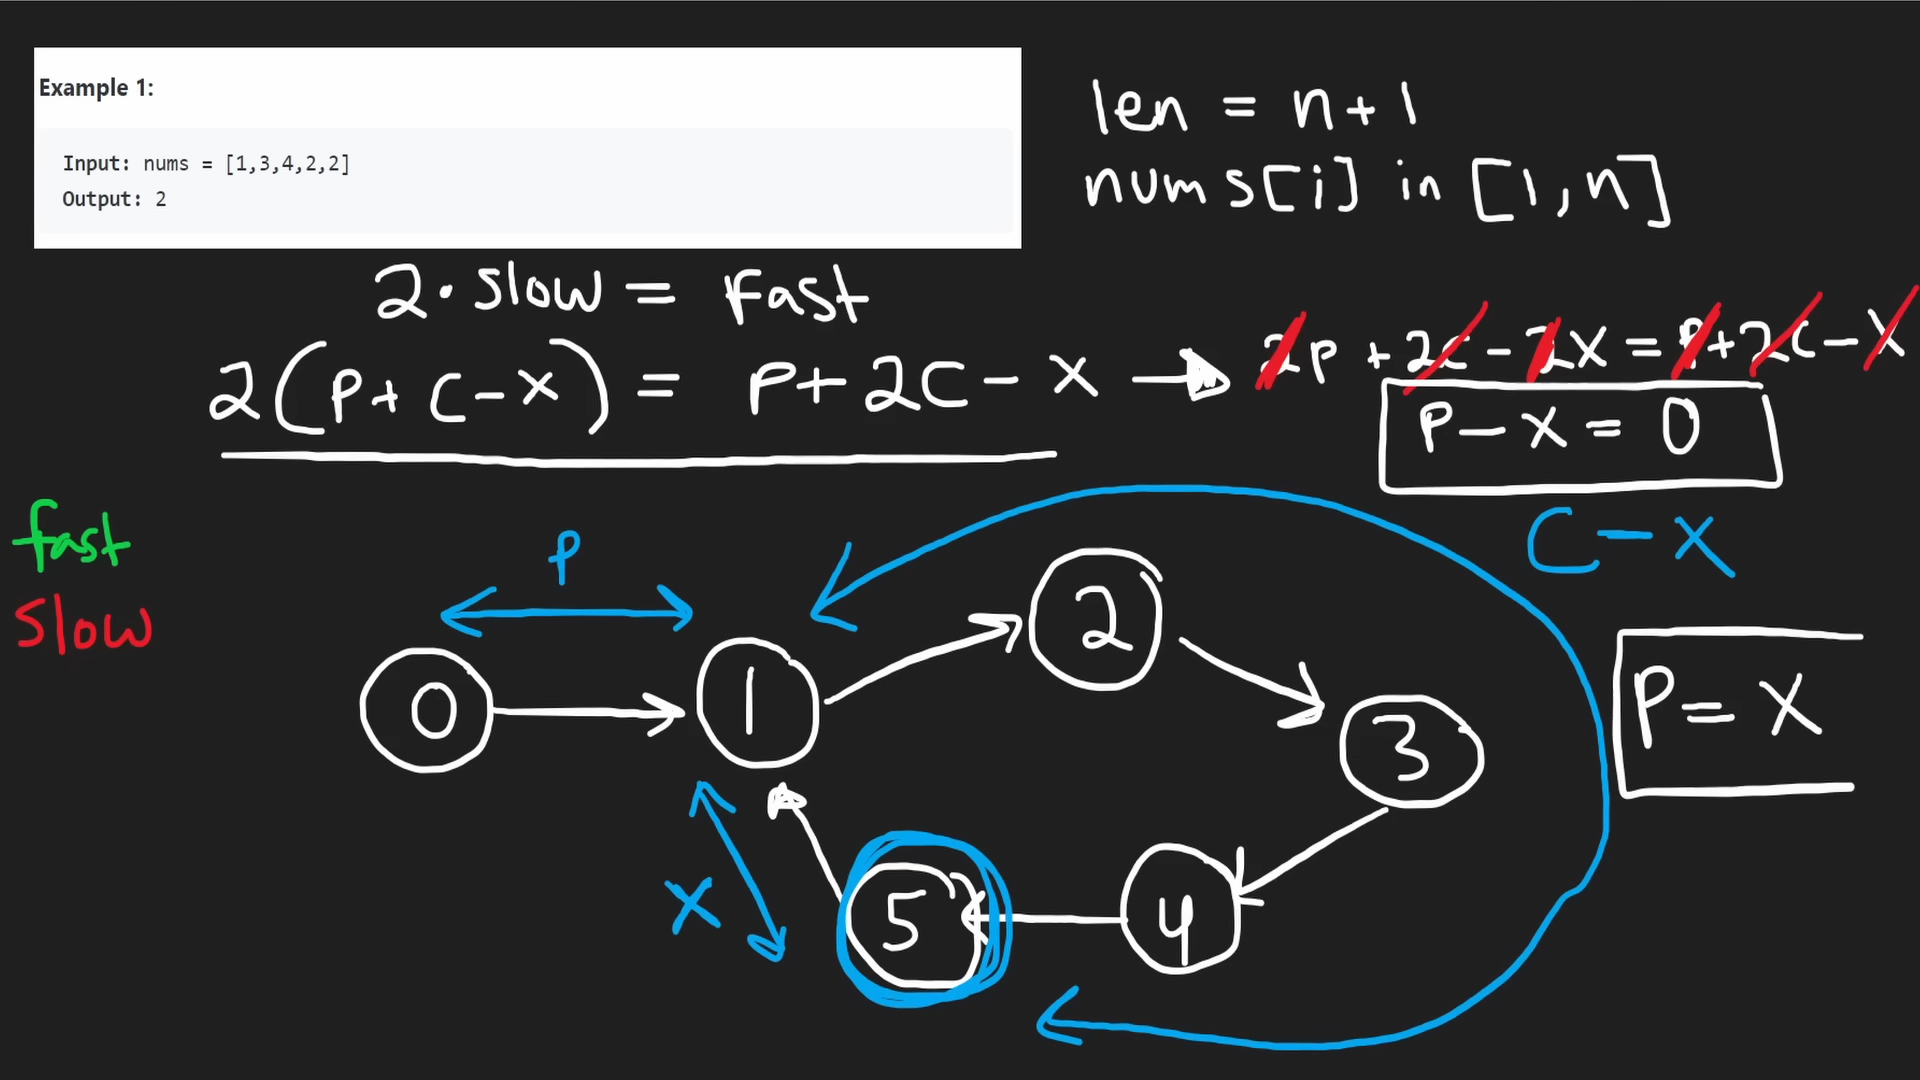 Example 1:
Input: nums = [1,3,4,2,2]
Output: 2
len = n+1
nums[i] in [1,n]
2·slow = Fast
2(P+C-X) = P+2C-X → 2P+2C-2X=P+2C-X
P-X=0
C-X
fast
slow
P
P=X
0
1
2
3
4
5
X